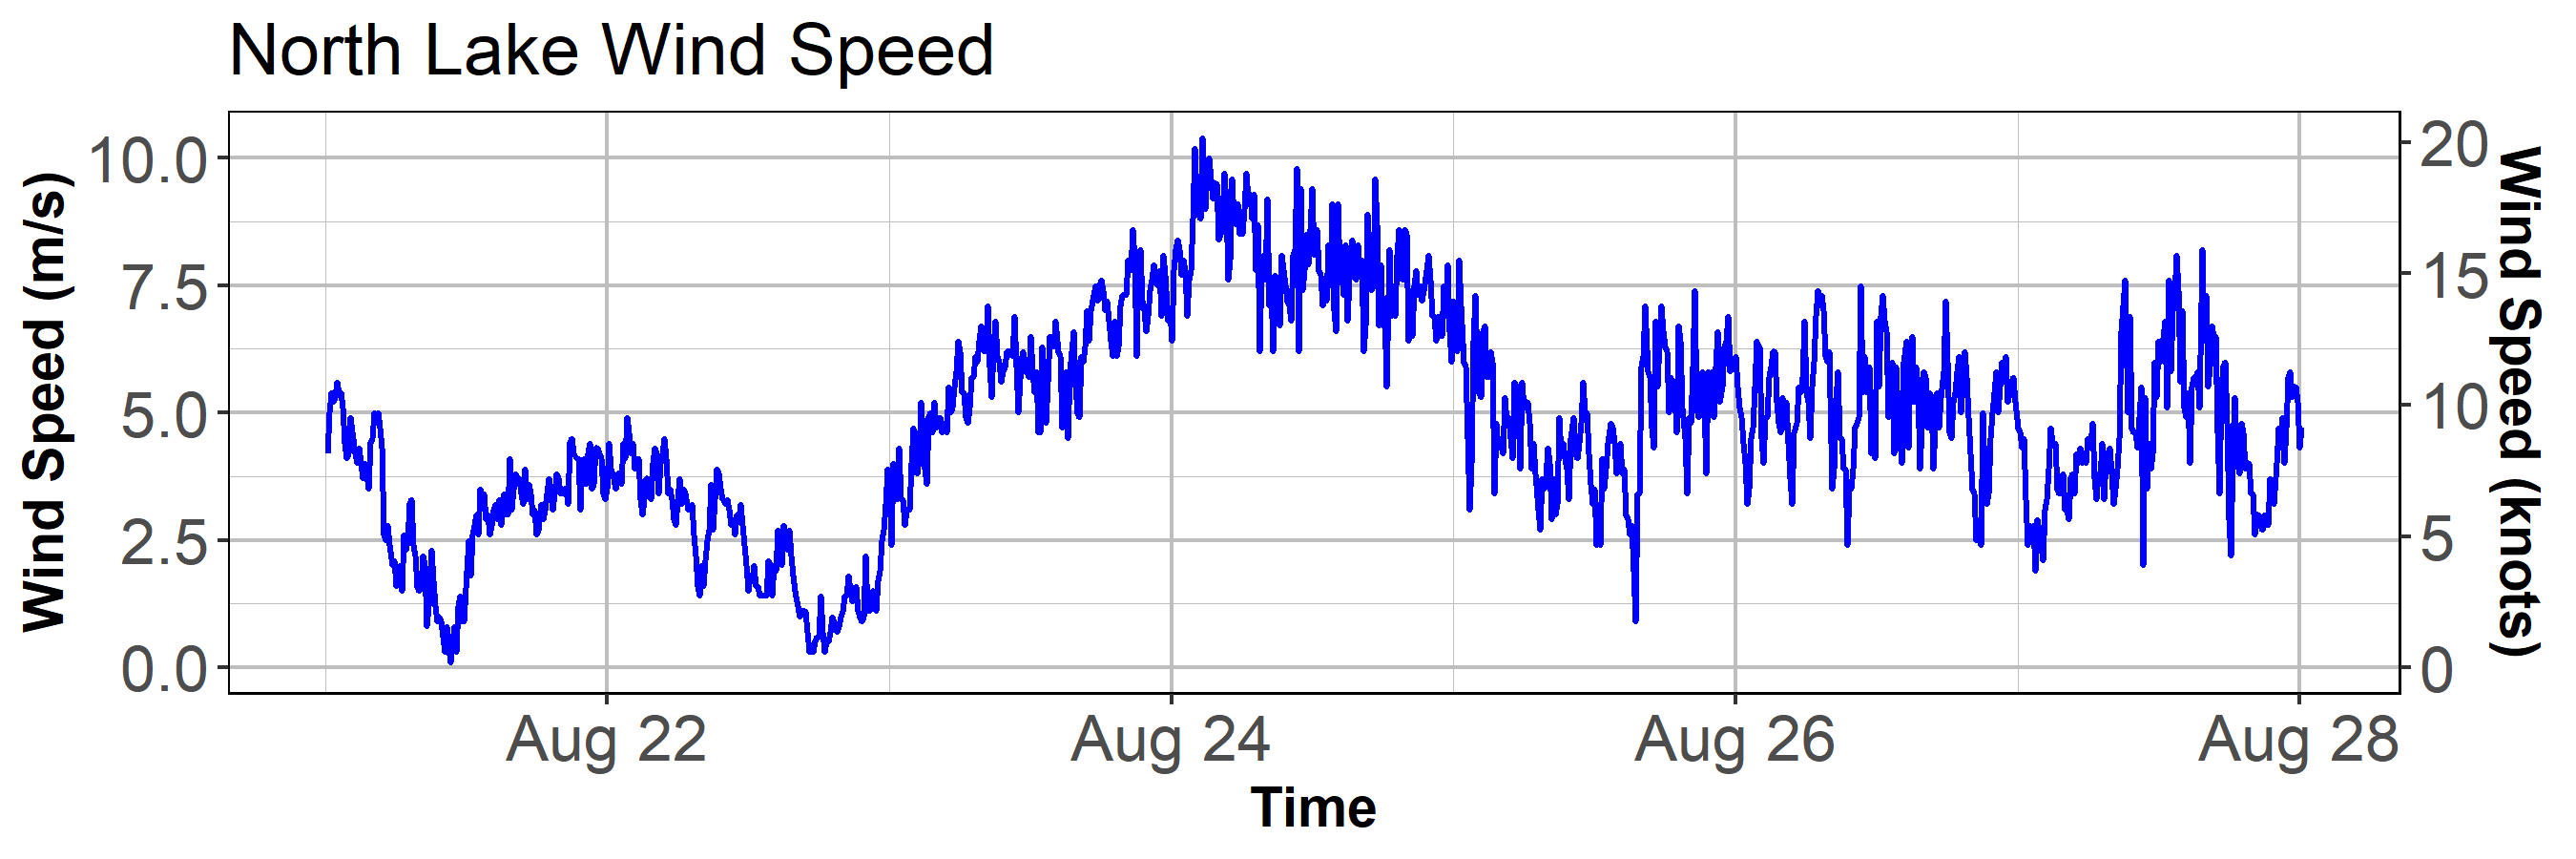 North Lake Wind Speed
Wind Speed (m/s)
10.0
7.5
5.0
2.5
0.0
20
15
10
5
0
Wind Speed (knots)
Aug 22
Aug 24
Aug 26
Aug 28
Time